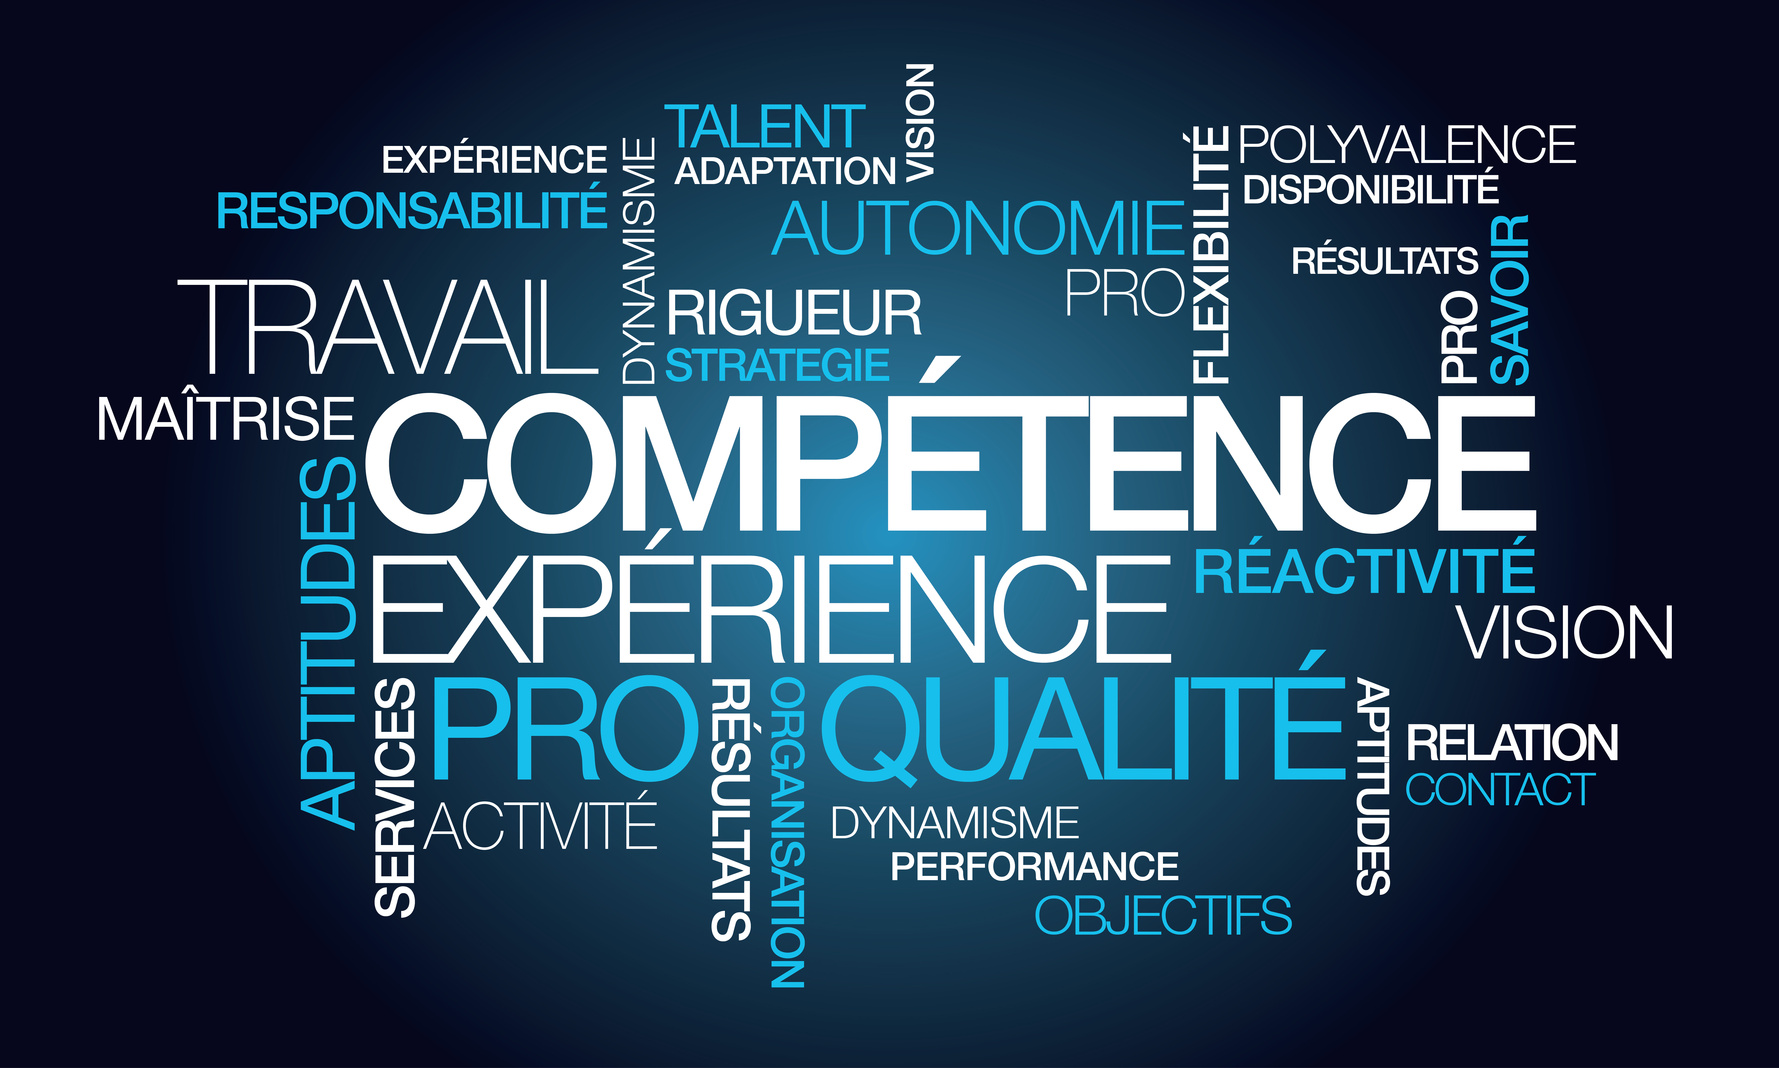 VISION
TALENT
EXPÉRIENCE
ADAPTATION
POLYVALENCE
RESPONSABILITÉ
DYNAMISME
AUTONOMIE
FLEXIBILITÉ
DISPONIBILITÉ
RÉSULTATS
SAVOIR
TRAVAIL
RIGUEUR
PRO
PRO
STRATEGIE
MAÎTRISE
COMPÉTENCE
APTITUDES
EXPÉRIENCE
RÉACTIVITÉ
VISION
SERVICES
PRO
RÉSULTATS
ORGANISATION
QUALITÉ
APTITUDES
RELATION
CONTACT
ACTIVITÉ
DYNAMISME
PERFORMANCE
OBJECTIFS